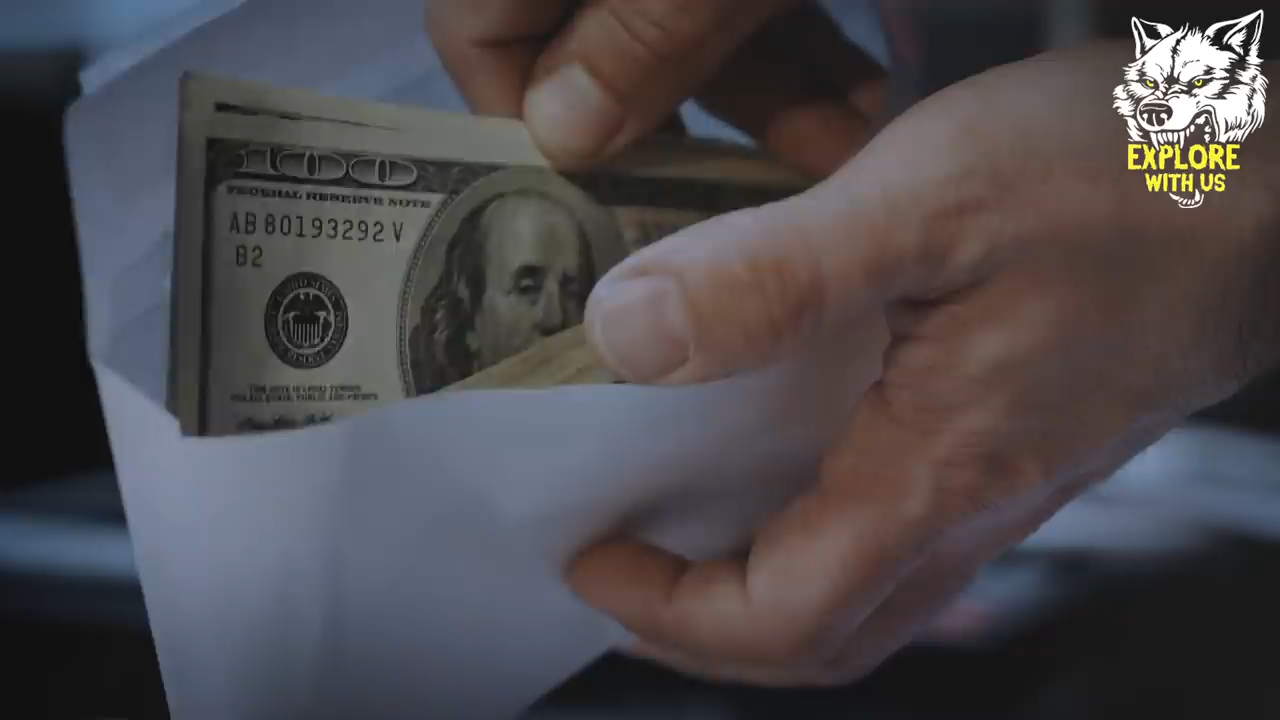 100
FEDERAL RESERVE NOTE
AB 80193292 V
B2
EXPLORE
WITH US